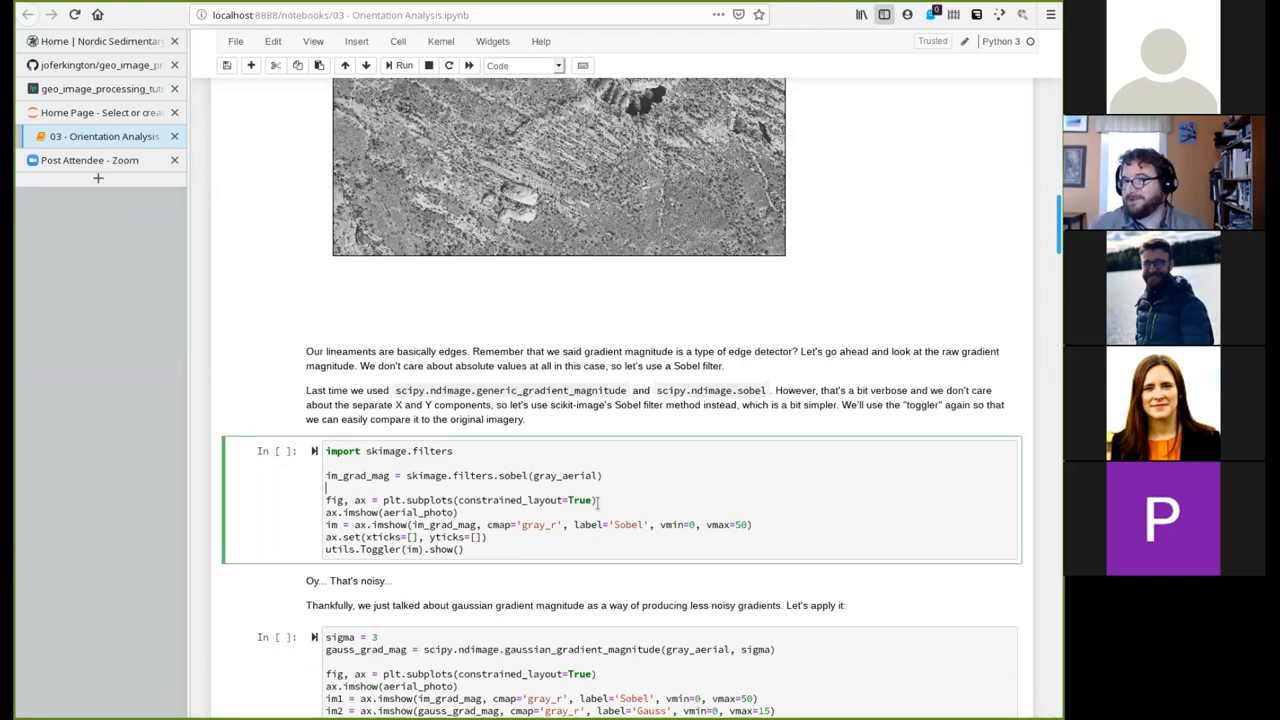 localhost:8888/notebooks/03 - Orientation Analysis.ipynb
0
Home | Nordic Sedimentar
joferkington/geo_image_pr
geo_image_processing_tut
Home Page - Select or crea
03 - Orientation Analysis
Post Attendee - Zoom
File Edit View Insert Cell Kernel Widgets Help Trusted Python 3
Run Code
Our lineaments are basically edges. Remember that we said gradient magnitude is a type of edge detector? Let's go ahead and look at the raw gradient
magnitude. We don't care about absolute values at all in this case, so let's use a Sobel filter.
Last time we used scipy.ndimage.generic_gradient_magnitude and scipy.ndimage.sobel . However, that's a bit verbose and we don't care
about the separate X and Y components, so let's use scikit-image's Sobel filter method instead, which is a bit simpler. We'll use the "toggler" again so that
we can easily compare it to the original imagery.
In [ ]: import skimage.filters
im_grad_mag = skimage.filters.sobel(gray_aerial)
fig, ax = plt.subplots(constrained_layout=True)
ax.imshow(aerial_photo)
im = ax.imshow(im_grad_mag, cmap='gray_r', label='Sobel', vmin=0, vmax=50)
ax.set(xticks=[], yticks=[])
utils.Toggler(im).show()
Oy... That's noisy...
Thankfully, we just talked about gaussian gradient magnitude as a way of producing less noisy gradients. Let's apply it:
In [ ]: sigma = 3
gauss_grad_mag = scipy.ndimage.gaussian_gradient_magnitude(gray_aerial, sigma)
fig, ax = plt.subplots(constrained_layout=True)
ax.imshow(aerial_photo)
im1 = ax.imshow(im_grad_mag, cmap='gray_r', label='Sobel', vmin=0, vmax=50)
im2 = ax.imshow(gauss_grad_mag, cmap='gray_r', label='Gauss', vmin=0, vmax=15)
P